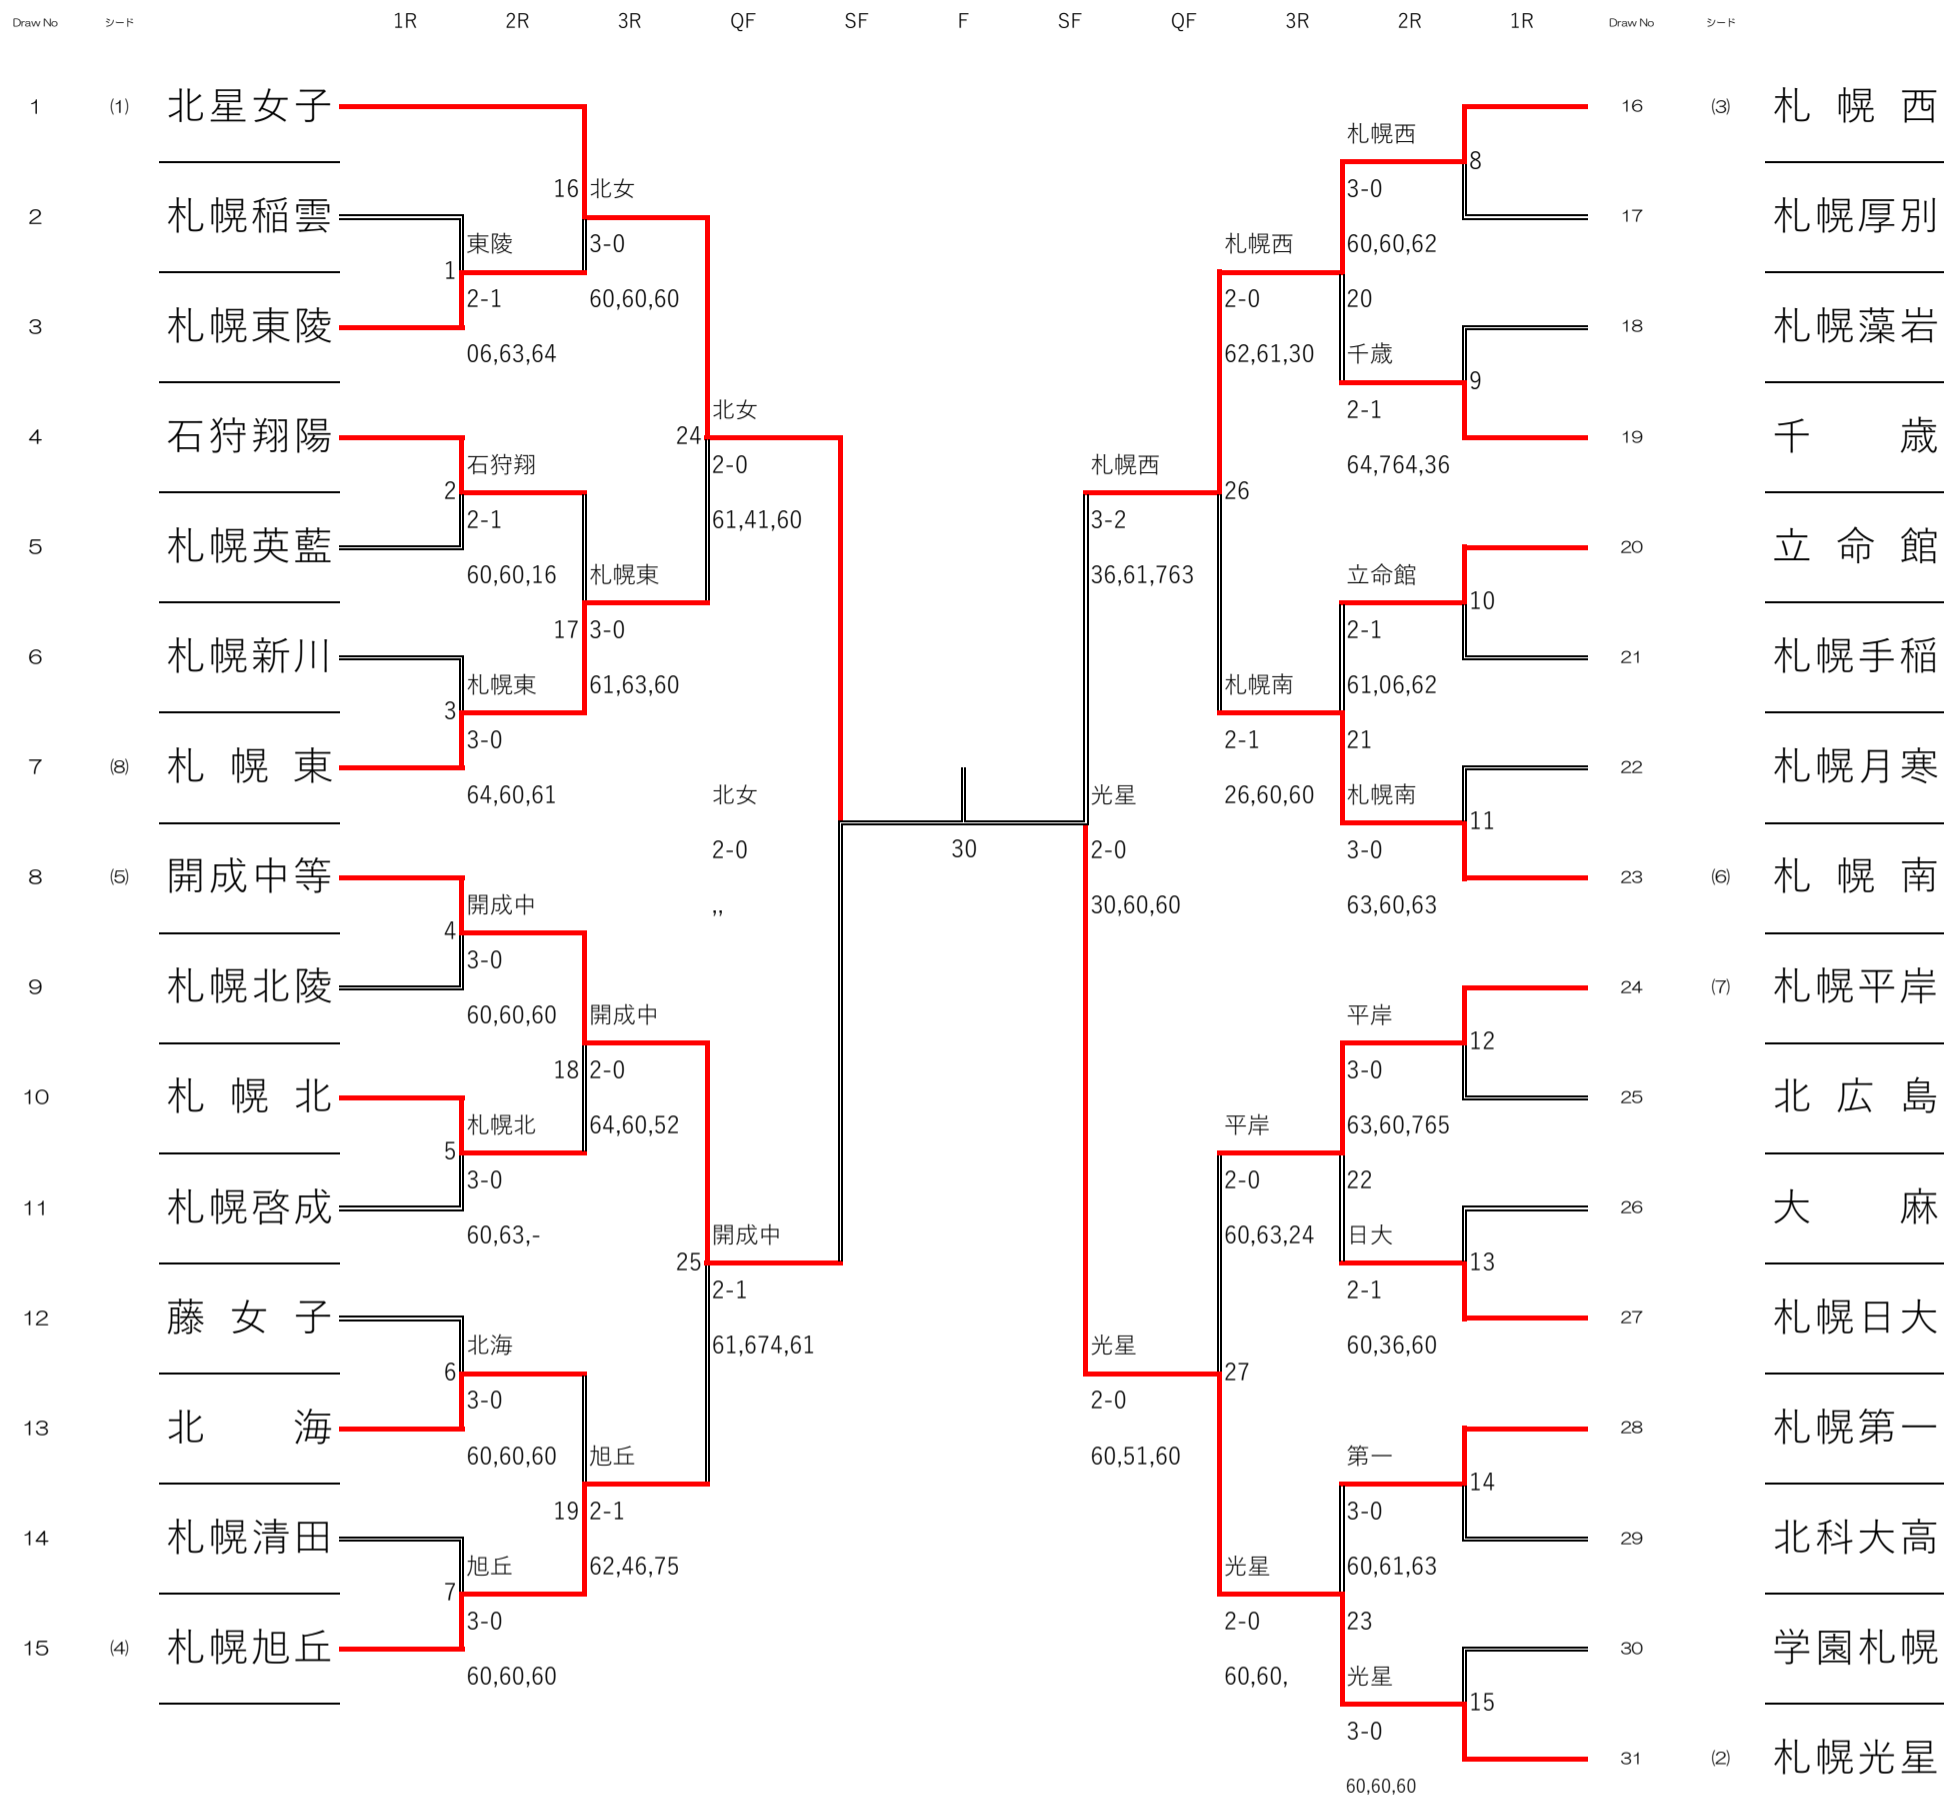 Draw No シード 1R 2R 3R QF SF F SF QF 3R 2R 1R Draw No シード
1 (1) 北星女子
2 札幌稲雲
3 札幌東陵
4 石狩翔陽
5 札幌英藍
6 札幌新川
7 (8) 札幌東
8 (5) 開成中等
9 札幌北陵
10 札幌北
11 札幌啓成
12 藤女子
13 北海
14 札幌清田
15 (4) 札幌旭丘
1
東陵
2-1
06,63,64
2
石狩翔
2-1
60,60,16
3
札幌東
3-0
64,60,61
4
開成中
3-0
60,60,60
5
札幌北
3-0
60,63,-
6
北海
3-0
60,60,60
7
旭丘
3-0
60,60,60
16
北女
3-0
60,60,60
17
札幌東
3-0
61,63,60
18
開成中
2-0
64,60,52
19
旭丘
2-1
62,46,75
24
北女
2-0
61,41,60
25
開成中
2-1
61,674,61
北女
2-0
,,
30
光星
2-0
30,60,60
札幌西
3-2
36,61,763
26
光星
2-0
60,51,60
27
札幌西
2-0
62,61,30
20
札幌南
2-1
26,60,60
21
平岸
2-0
60,63,24
22
光星
2-0
60,60,
23
札幌西
3-0
60,60,62
8
千歳
2-1
64,764,36
9
立命館
2-1
61,06,62
10
札幌南
3-0
63,60,63
11
平岸
3-0
63,60,765
12
日大
2-1
60,36,60
13
第一
3-0
60,61,63
14
光星
3-0
60,60,60
15
16 (3) 札幌西
17 札幌厚別
18 札幌藻岩
19 千歳
20 立命館
21 札幌手稲
22 札幌月寒
23 (6) 札幌南
24 (7) 札幌平岸
25 北広島
26 大麻
27 札幌日大
28 札幌第一
29 北科大高
30 学園札幌
31 (2) 札幌光星